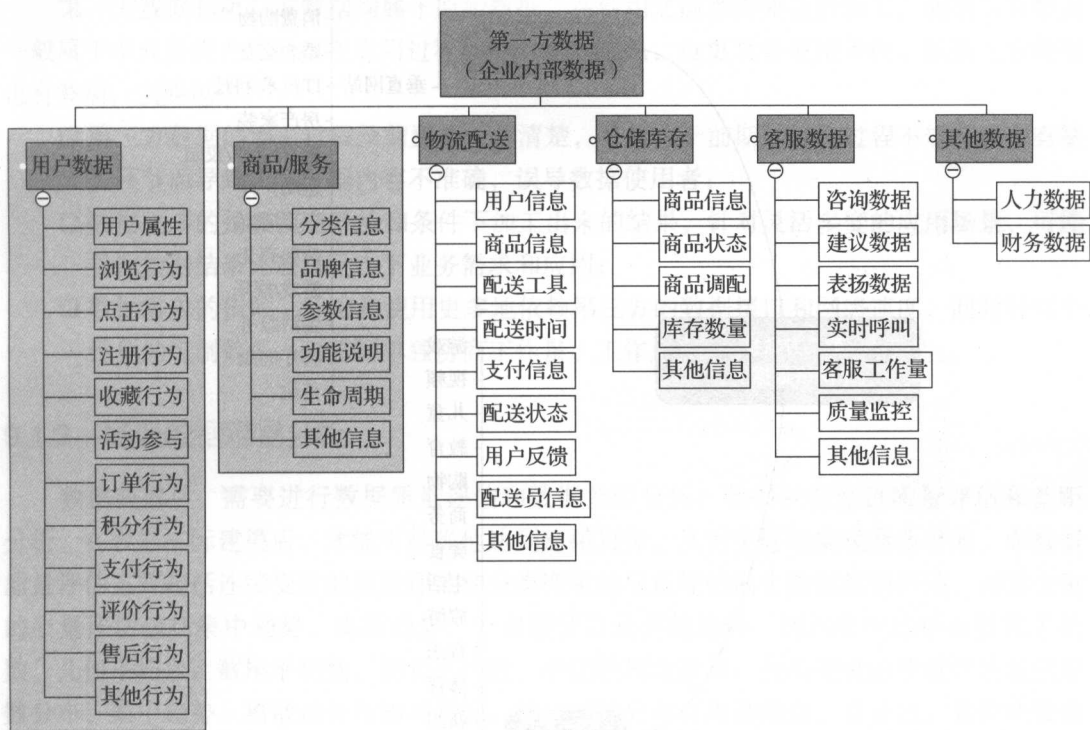 第一方数据
（企业内部数据）
用户数据
用户属性
浏览行为
点击行为
注册行为
收藏行为
活动参与
订单行为
积分行为
支付行为
评价行为
售后行为
其他行为
商品/服务
分类信息
品牌信息
参数信息
功能说明
生命周期
其他信息
物流配送
用户信息
商品信息
配送工具
配送时间
支付信息
配送状态
用户反馈
配送员信息
其他信息
仓储库存
商品信息
商品状态
商品调配
库存数量
其他信息
客服数据
咨询数据
建议数据
表扬数据
实时呼叫
客服工作量
质量监控
其他信息
其他数据
人力数据
财务数据